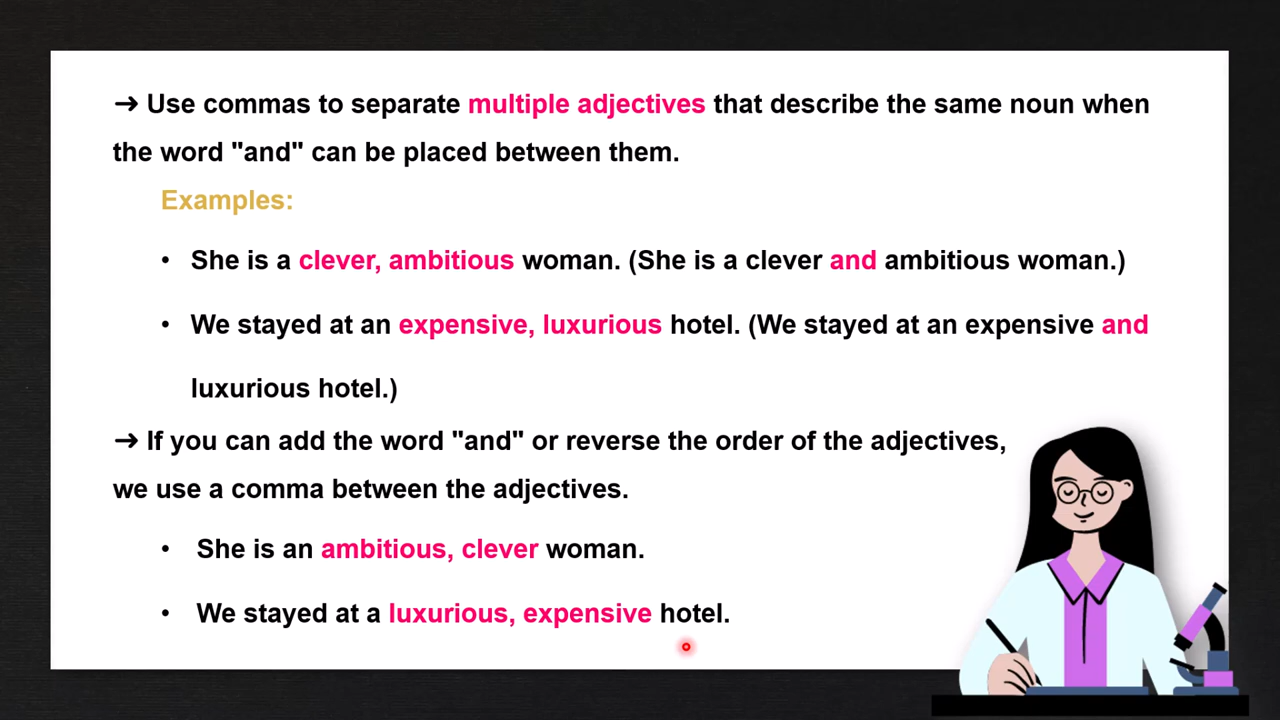 ➔ Use commas to separate multiple adjectives that describe the same noun when
the word "and" can be placed between them.
Examples:
• She is a clever, ambitious woman. (She is a clever and ambitious woman.)
• We stayed at an expensive, luxurious hotel. (We stayed at an expensive and
luxurious hotel.)
➔ If you can add the word "and" or reverse the order of the adjectives,
we use a comma between the adjectives.
• She is an ambitious, clever woman.
• We stayed at a luxurious, expensive hotel.